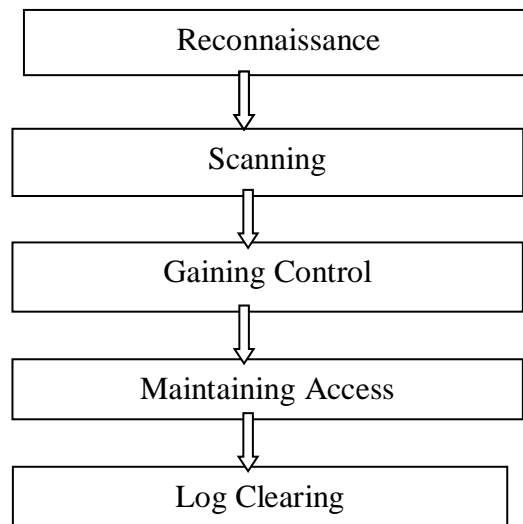 Reconnaissance
Scanning
Gaining Control
Maintaining Access
Log Clearing